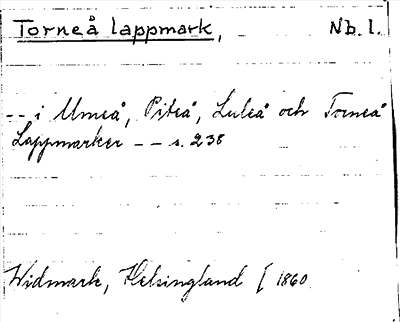 Torneå lappmark, Nb. l.
-- i Umeå, Piteå, Luleå och Torneå
Lappmarker -- s. 238
Widmark, Helsingland [ 1860